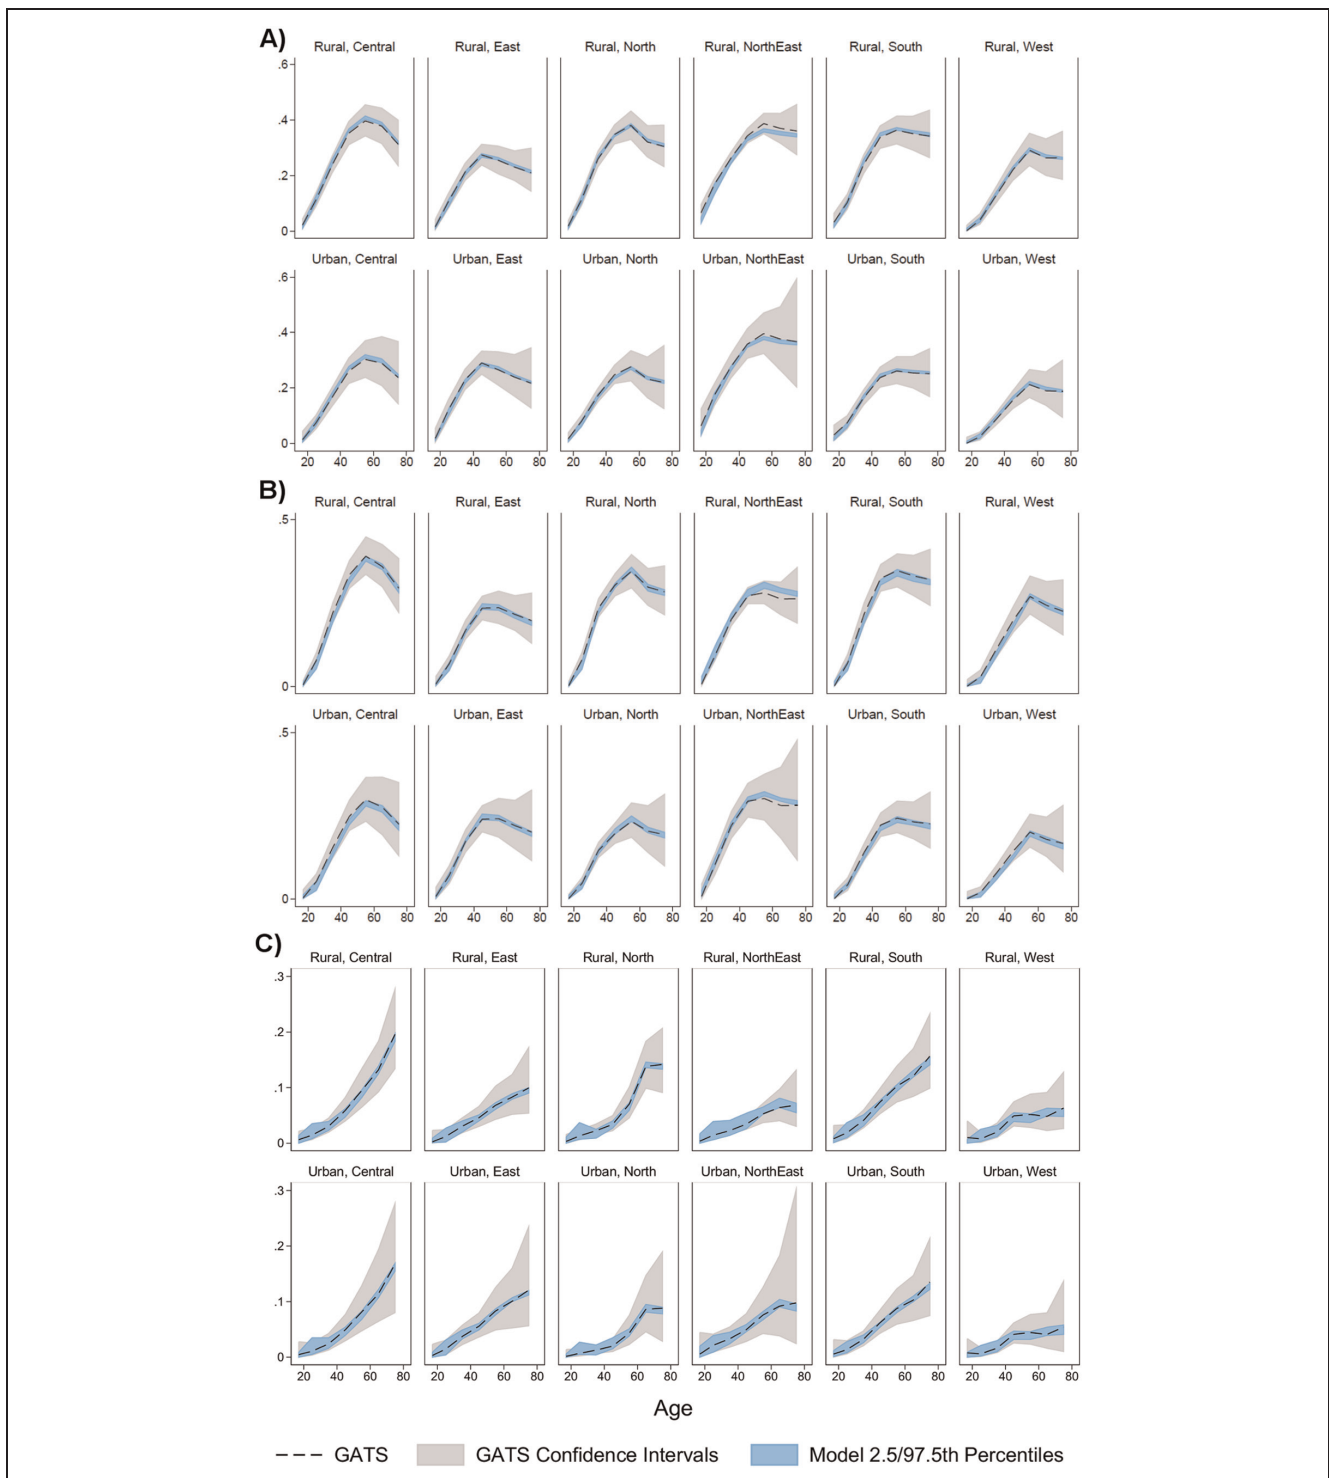 A)
Rural, Central Rural, East Rural, North Rural, NorthEast Rural, South Rural, West
.6
.4
.2
0
Urban, Central Urban, East Urban, North Urban, NorthEast Urban, South Urban, West
.6
.4
.2
0
20 40 60 80 20 40 60 80 20 40 60 80 20 40 60 80 20 40 60 80 20 40 60 80
B)
Rural, Central Rural, East Rural, North Rural, NorthEast Rural, South Rural, West
.5
0
Urban, Central Urban, East Urban, North Urban, NorthEast Urban, South Urban, West
.5
0
20 40 60 80 20 40 60 80 20 40 60 80 20 40 60 80 20 40 60 80 20 40 60 80
C)
Rural, Central Rural, East Rural, North Rural, NorthEast Rural, South Rural, West
.3
.2
.1
0
Urban, Central Urban, East Urban, North Urban, NorthEast Urban, South Urban, West
.3
.2
.1
0
20 40 60 80 20 40 60 80 20 40 60 80 20 40 60 80 20 40 60 80 20 40 60 80
Age
GATS GATS Confidence Intervals Model 2.5/97.5th Percentiles